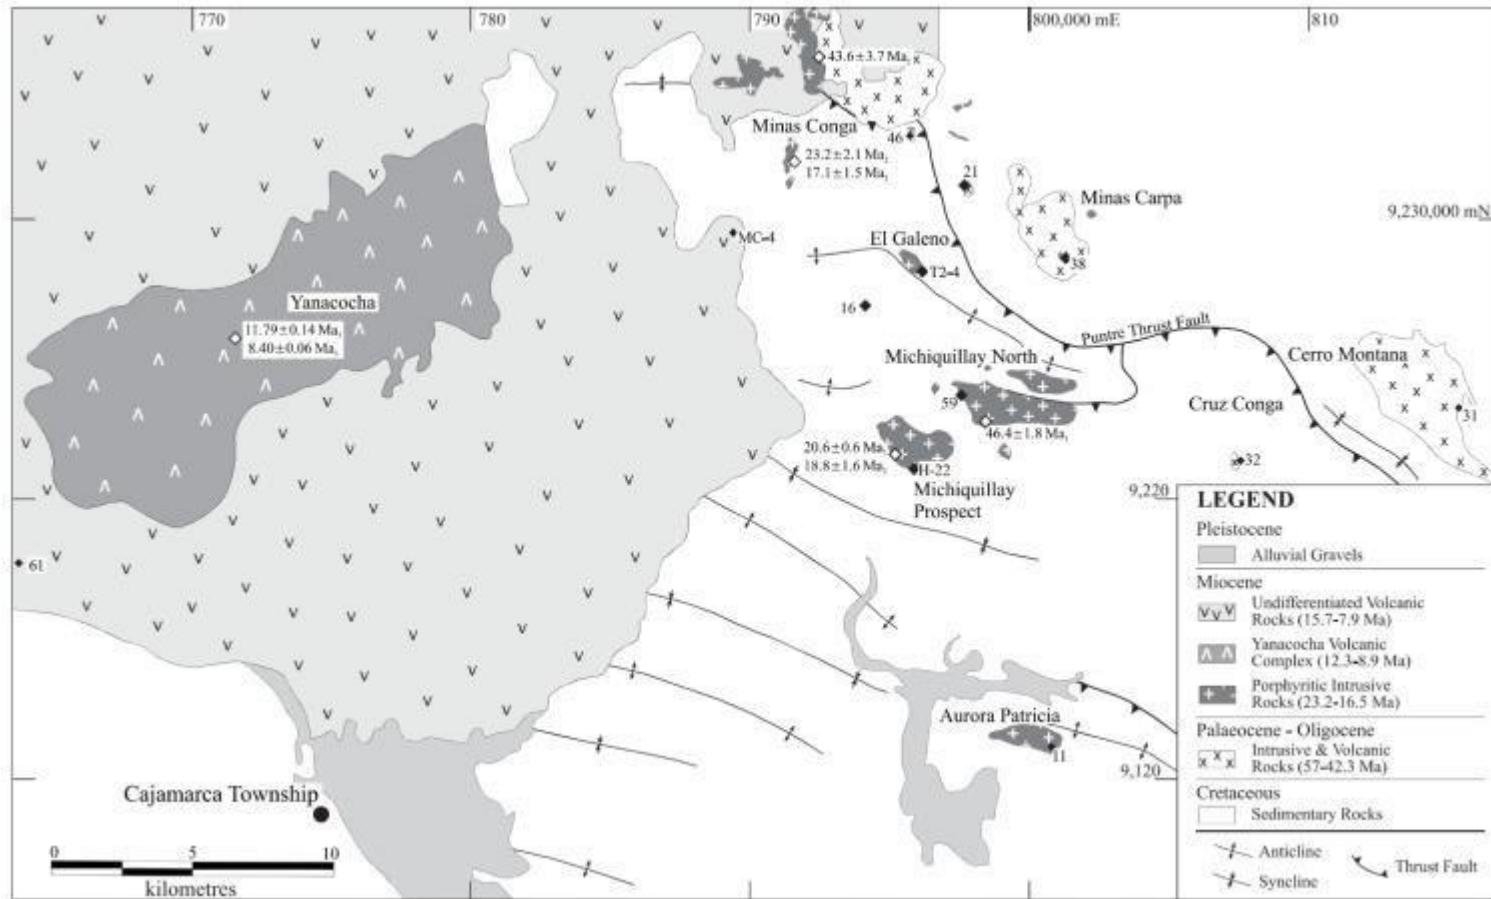 770
780
790
800,000 mE
810
43.6±3.7 Ma,
Minas Conga
46
23.2±2.1 Ma,
17.1±1.5 Ma,
21
Minas Carpa
9,230,000 mN
MC-4
El Galeno
T2-4
38
16
Yanacocha
11.79±0.14 Ma,
8.40±0.06 Ma,
Puntre Thrust Fault
Michiquillay North
Cerro Montana
59
Cruz Conga
31
46.4±1.8 Ma,
20.6±0.6 Ma,
18.8±1.6 Ma,
H-22
32
Michiquillay
Prospect
9,220
61
Aurora Patricia
11
9,120
Cajamarca Township
0 5 10
kilometres
LEGEND
Pleistocene
Alluvial Gravels
Miocene
Undifferentiated Volcanic
Rocks (15.7-7.9 Ma)
Yanacocha Volcanic
Complex (12.3-8.9 Ma)
Porphyritic Intrusive
Rocks (23.2-16.5 Ma)
Palaeocene - Oligocene
Intrusive & Volcanic
Rocks (57-42.3 Ma)
Cretaceous
Sedimentary Rocks
Anticline
Thrust Fault
Syncline